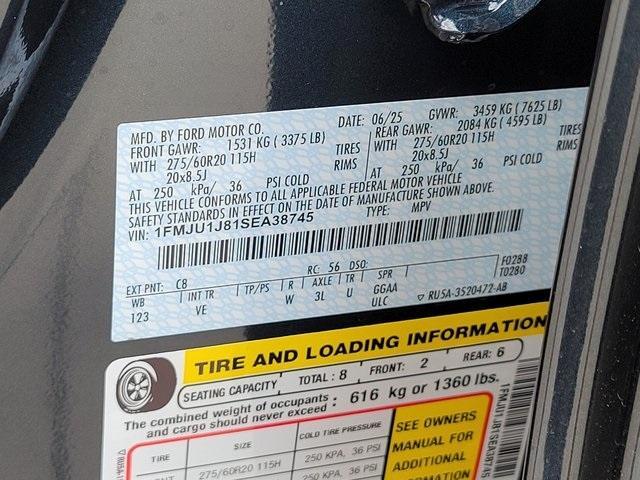 MFD. BY FORD MOTOR CO. DATE: 06/25 GVWR: 3459 KG ( 7625 LB)
FRONT GAWR: 1531 KG ( 3375 LB) REAR GAWR: 2084 KG ( 4595 LB)
WITH 275/60R20 115H TIRES WITH 275/60R20 115H TIRES
20x8.5J RIMS 20x8.5J RIMS
AT 250 kPa/ 36 PSI COLD AT 250 kPa/ 36 PSI COLD
THIS VEHICLE CONFORMS TO ALL APPLICABLE FEDERAL MOTOR VEHICLE
SAFETY STANDARDS IN EFFECT ON THE DATE OF MANUFACTURE SHOWN ABOVE.
VIN: 1FMJU1J81SEA38745 TYPE: MPV
EXT PNT: C8 RC: 56 DSO: F0288
WB INT TR TP/PS R AXLE TR SPR T0280
123 VE W 3L U GGAA
ULC ▽ RU5A-3520472-AB
TIRE AND LOADING INFORMATION
SEATING CAPACITY TOTAL : 8 FRONT: 2 REAR: 6
The combined weight of occupants and cargo should never exceed : 616 kg or 1360 lbs.
TIRE SIZE COLD TIRE PRESSURE
275/60R20 115H 250 KPA, 36 PSI
250 KPA, 36 PSI
SEE OWNERS
MANUAL FOR
ADDITIONAL
INFORMATION
1FMJU1J81SEA38745